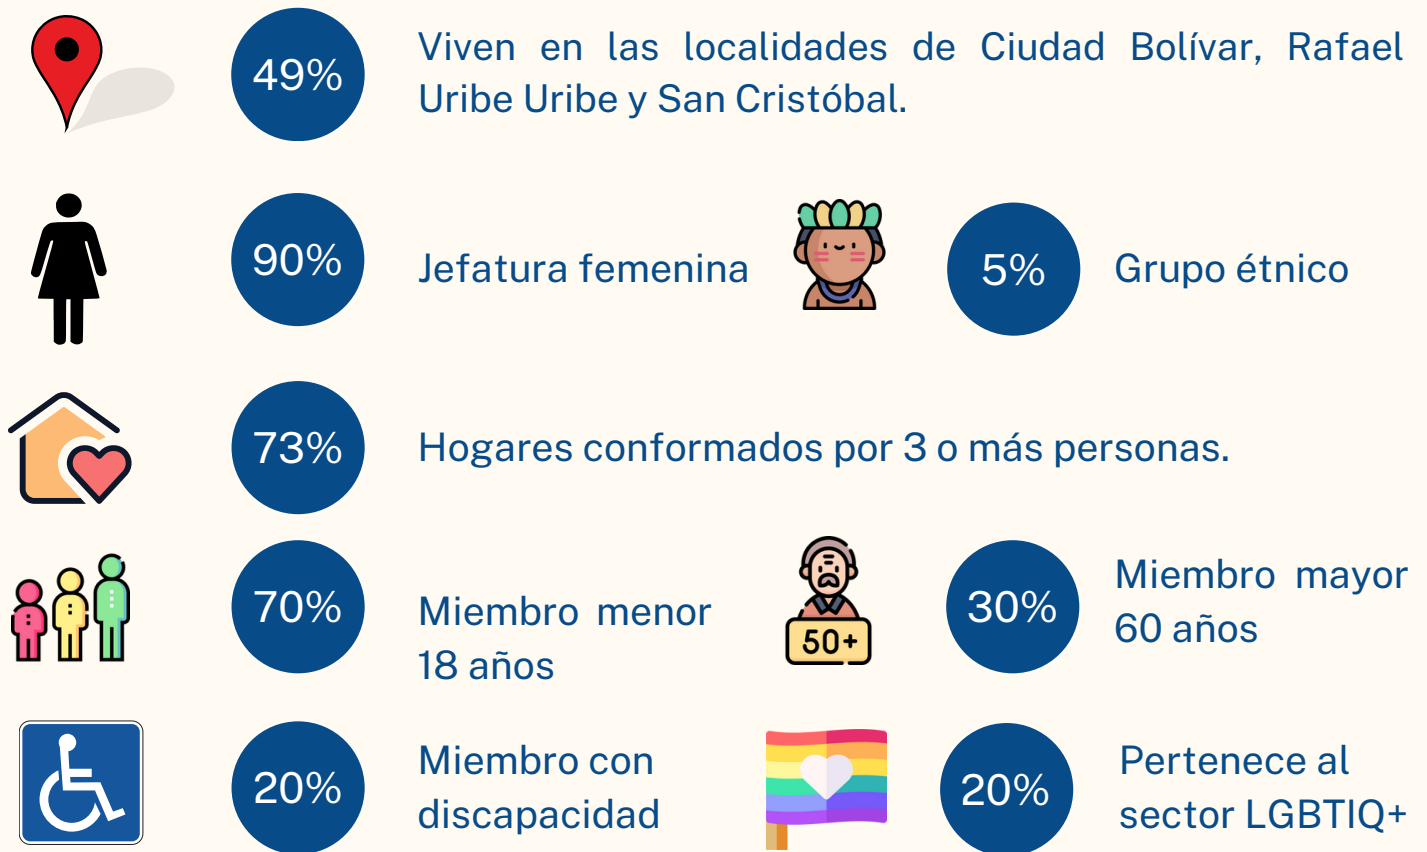 49%
Viven en las localidades de Ciudad Bolívar, Rafael
Uribe Uribe y San Cristóbal.
90%
Jefatura femenina
5%
Grupo étnico
73%
Hogares conformados por 3 o más personas.
70%
Miembro menor
18 años
50+
30%
Miembro mayor
60 años
20%
Miembro con
discapacidad
20%
Pertenece al
sector LGBTIQ+